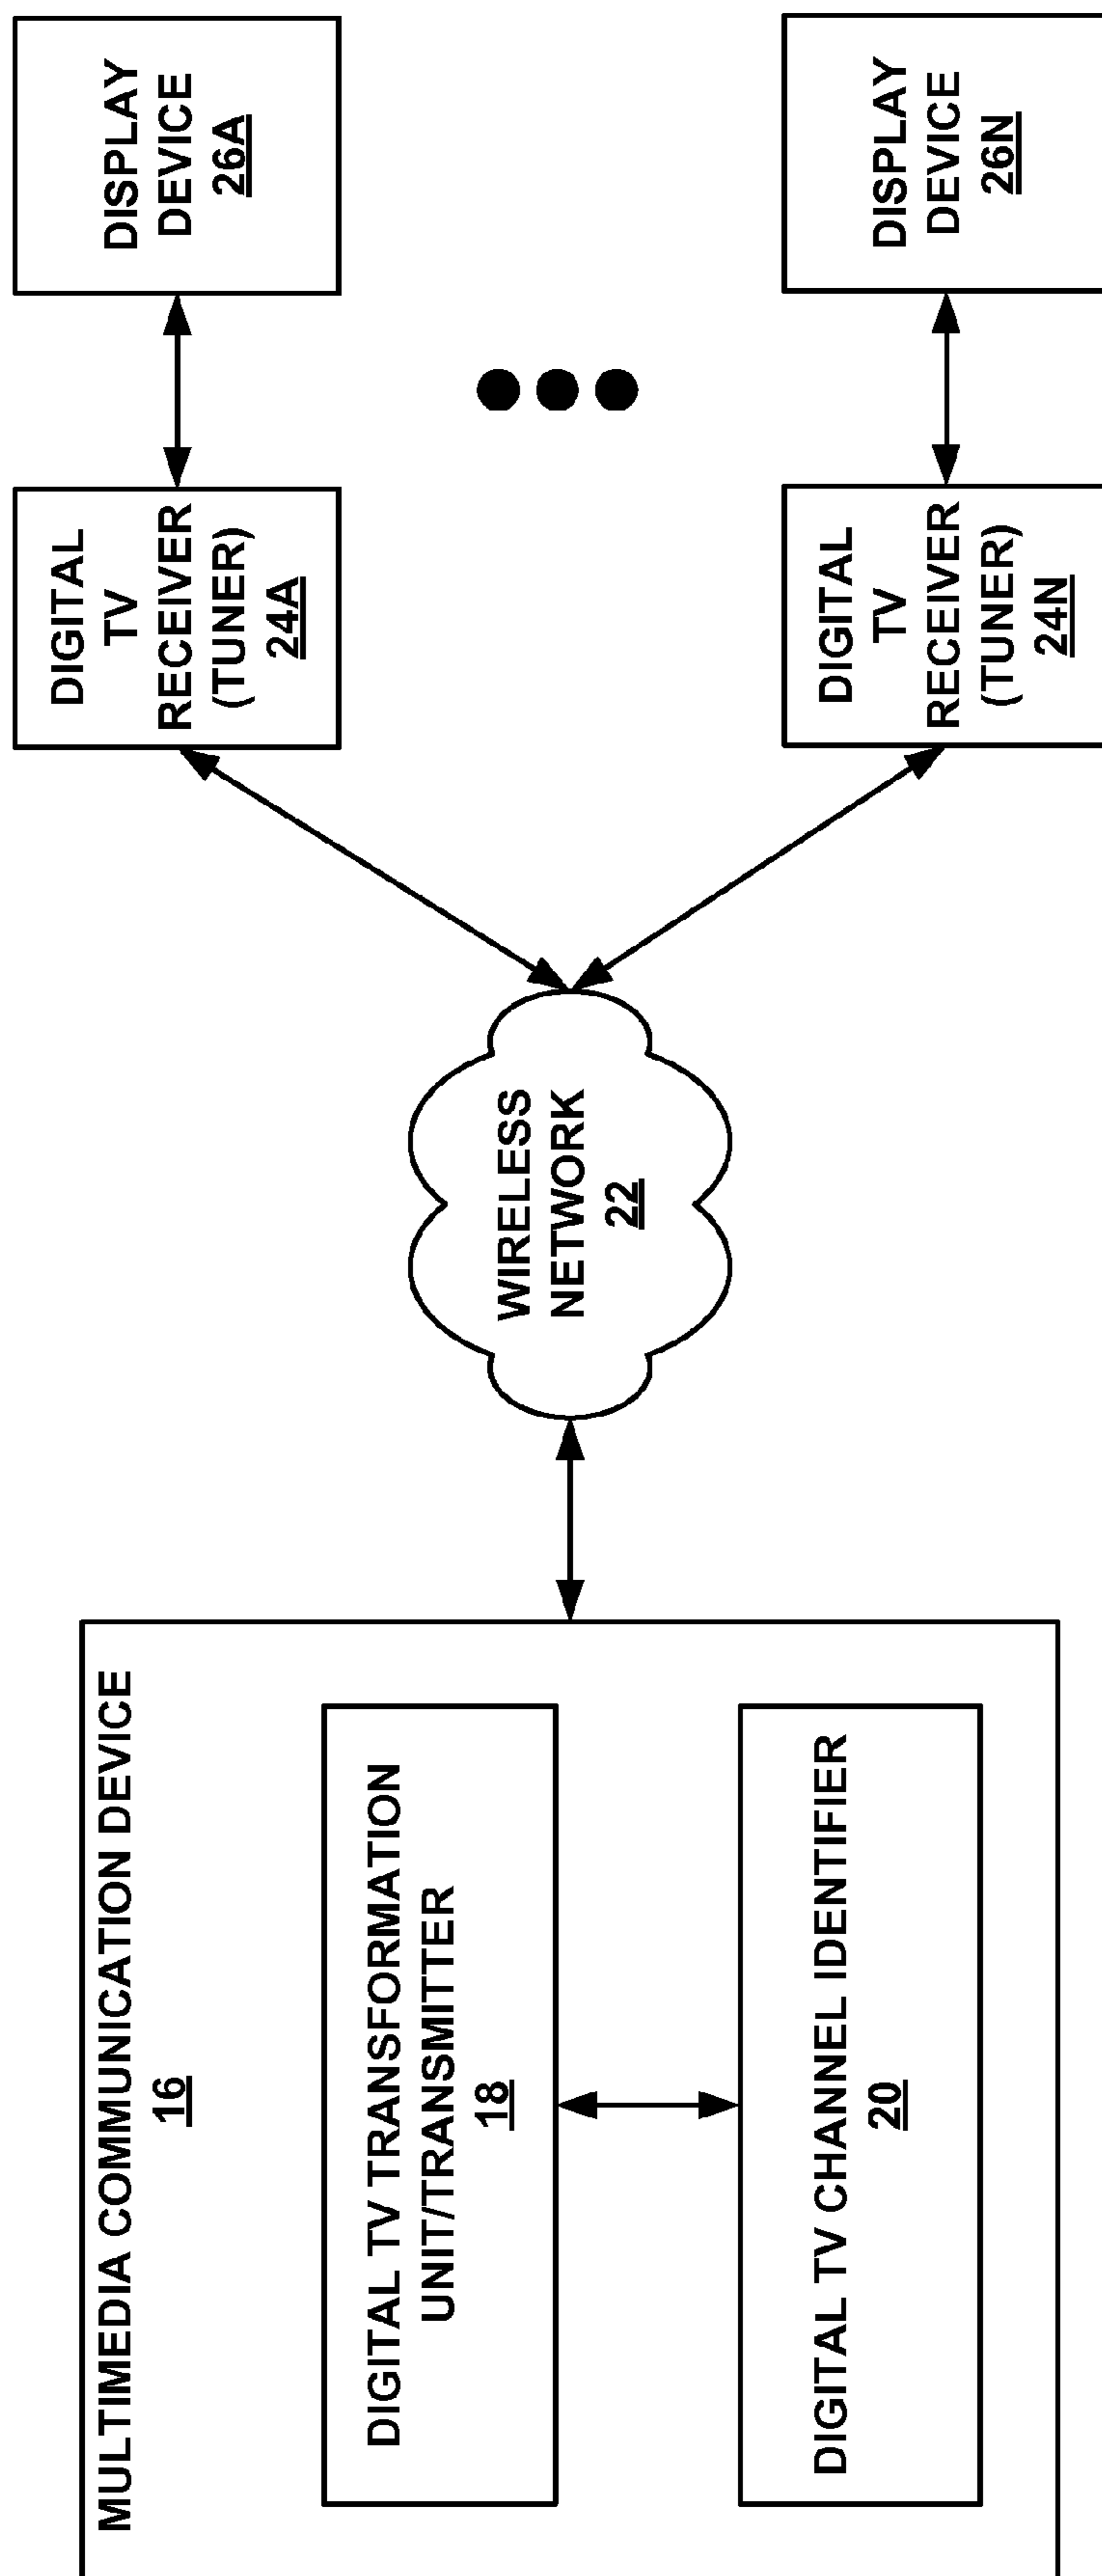 MULTIMEDIA COMMUNICATION DEVICE
16
DIGITAL TV TRANSFORMATION
UNIT/TRANSMITTER
18
DIGITAL TV CHANNEL IDENTIFIER
20
WIRELESS
NETWORK
22
DIGITAL
TV
RECEIVER
(TUNER)
24A
DISPLAY
DEVICE
26A
DIGITAL
TV
RECEIVER
(TUNER)
24N
DISPLAY
DEVICE
26N